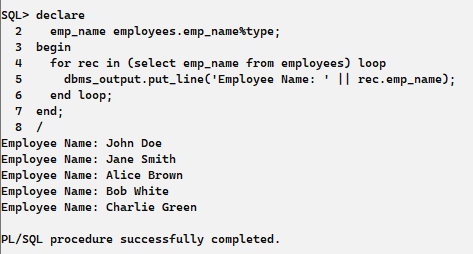 SQL> declare
  2    emp_name employees.emp_name%type;
  3  begin
  4    for rec in (select emp_name from employees) loop
  5      dbms_output.put_line('Employee Name: ' || rec.emp_name);
  6    end loop;
  7  end;
  8  /
Employee Name: John Doe
Employee Name: Jane Smith
Employee Name: Alice Brown
Employee Name: Bob White
Employee Name: Charlie Green

PL/SQL procedure successfully completed.